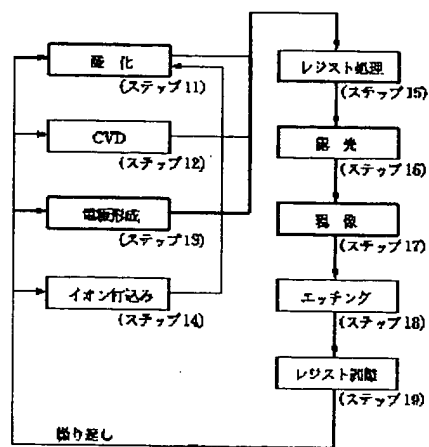 酸 化
(ステップ11)
CVD
(ステップ12)
電極形成
(ステップ13)
イオン打込み
(ステップ14)
レジスト処理
(ステップ15)
露 光
(ステップ16)
現 像
(ステップ17)
エッチング
(ステップ18)
レジスト剥離
(ステップ19)
繰り返し